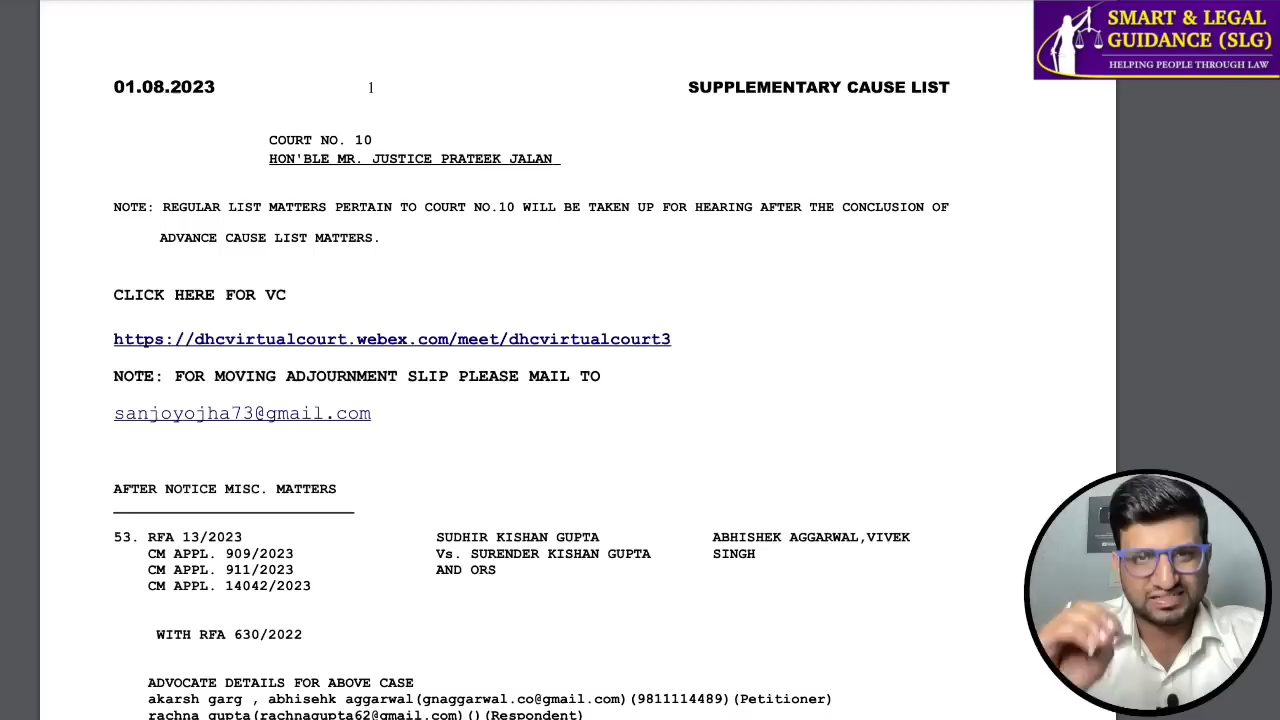 SMART & LEGAL
GUIDANCE (SLG)
HELPING PEOPLE THROUGH LAW
01.08.2023 1 SUPPLEMENTARY CAUSE LIST
COURT NO. 10
HON'BLE MR. JUSTICE PRATEEK JALAN
NOTE: REGULAR LIST MATTERS PERTAIN TO COURT NO.10 WILL BE TAKEN UP FOR HEARING AFTER THE CONCLUSION OF
ADVANCE CAUSE LIST MATTERS.
CLICK HERE FOR VC
https://dhcvirtualcourt.webex.com/meet/dhcvirtualcourt3
NOTE: FOR MOVING ADJOURNMENT SLIP PLEASE MAIL TO
sanjoyojha73@gmail.com
AFTER NOTICE MISC. MATTERS
53. RFA 13/2023 SUDHIR KISHAN GUPTA ABHISHEK AGGARWAL,VIVEK
CM APPL. 909/2023 Vs. SURENDER KISHAN GUPTA SINGH
CM APPL. 911/2023 AND ORS
CM APPL. 14042/2023
WITH RFA 630/2022
ADVOCATE DETAILS FOR ABOVE CASE
akarsh garg , abhisehk aggarwal(gnaggarwal.co@gmail.com)(9811114489)(Petitioner)
rachna gupta(rachnagupta62@gmail.com)()(Respondent)